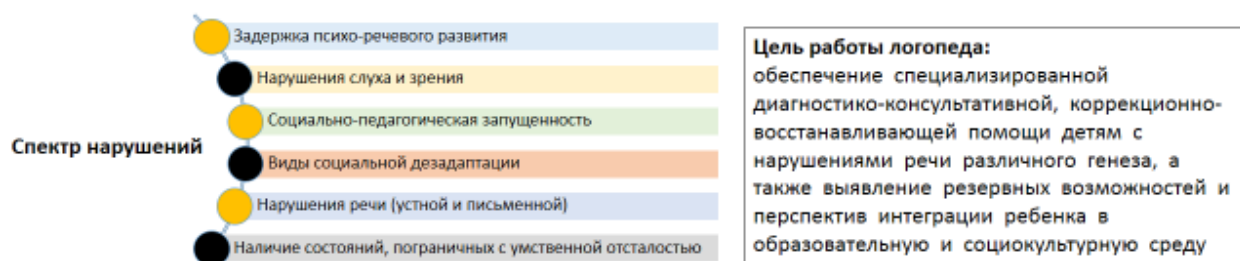 Спектр нарушений
Задержка психо-речевого развития
Нарушения слуха и зрения
Социально-педагогическая запущенность
Виды социальной дезадаптации
Нарушения речи (устной и письменной)
Наличие состояний, пограничных с умственной отсталостью
Цель работы логопеда:
обеспечение специализированной
диагностико-консультативной, коррекционно-
восстанавливающей помощи детям с
нарушениями речи различного генеза, а
также выявление резервных возможностей и
перспектив интеграции ребенка в
образовательную и социокультурную среду